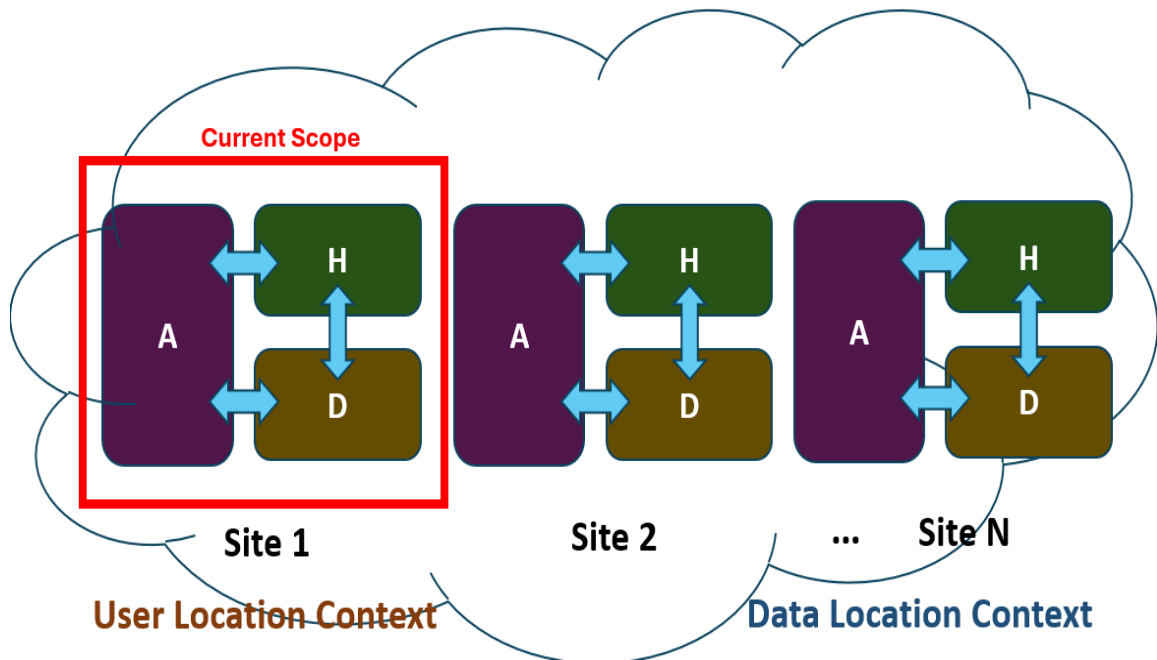 Current Scope
A
H
D
A
H
D
A
H
D
Site 1
Site 2
... Site N
User Location Context
Data Location Context